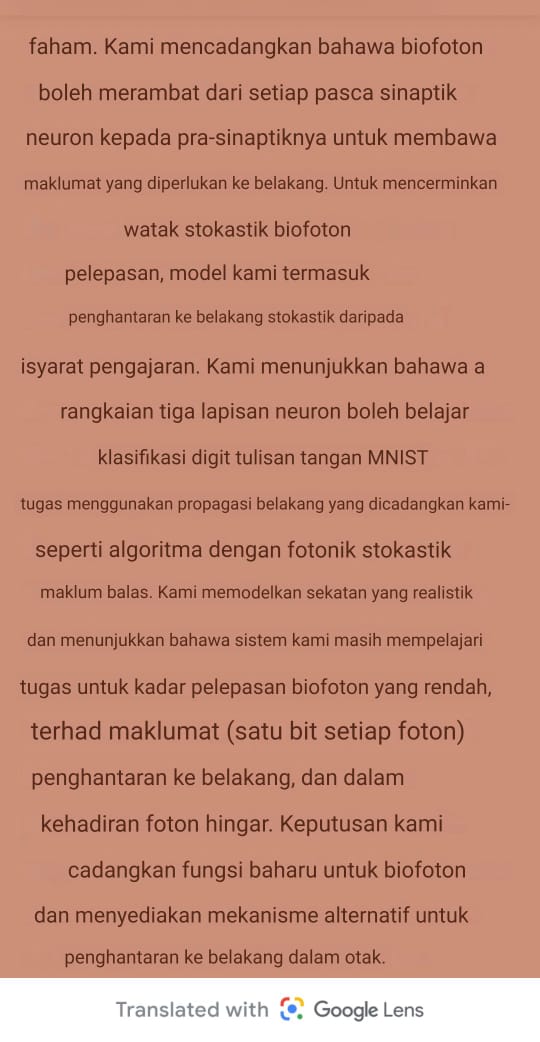 faham. Kami mencadangkan bahawa biofoton
boleh merambat dari setiap pasca sinaptik
neuron kepada pra-sinaptiknya untuk membawa
maklumat yang diperlukan ke belakang. Untuk mencerminkan
watak stokastik biofoton
pelepasan, model kami termasuk
penghantaran ke belakang stokastik daripada
isyarat pengajaran. Kami menunjukkan bahawa a
rangkaian tiga lapisan neuron boleh belajar
klasifikasi digit tulisan tangan MNIST
tugas menggunakan propagasi belakang yang dicadangkan kami-
seperti algoritma dengan fotonik stokastik
maklum balas. Kami memodelkan sekatan yang realistik
dan menunjukkan bahawa sistem kami masih mempelajari
tugas untuk kadar pelepasan biofoton yang rendah,
terhad maklumat (satu bit setiap foton)
penghantaran ke belakang, dan dalam
kehadiran foton hingar. Keputusan kami
cadangkan fungsi baharu untuk biofoton
dan menyediakan mekanisme alternatif untuk
penghantaran ke belakang dalam otak.
Translated with Google Lens